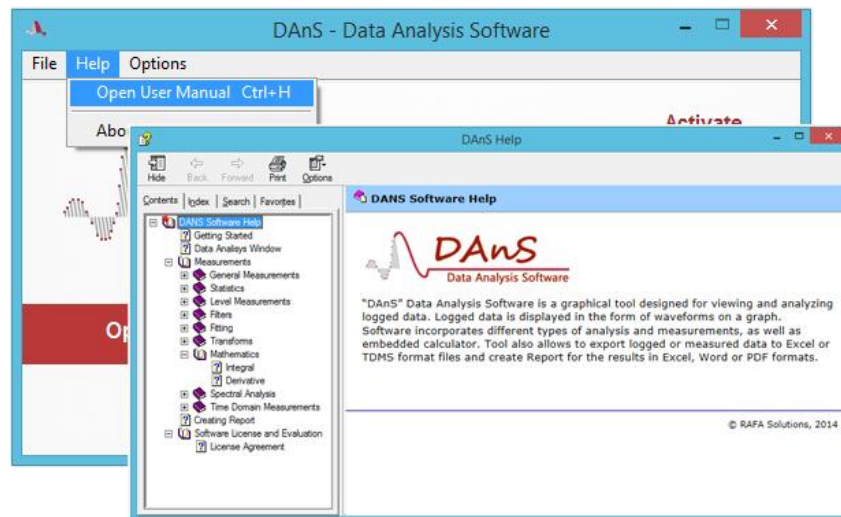 DAnS - Data Analysis Software
File Help Options
Open User Manual Ctrl+H
Activate
DAnS Help
Hide Back Forward Print Options
Contents Index Search Favorites
DANS Software Help
DANS Software Help
Getting Started
Data Analisys Window
Measurements
General Measurements
Statistics
Level Measurements
Filters
Fitting
Transforms
Mathematics
Integral
Derivative
Spectral Analysis
Time Domain Measurements
Creating Report
Software License and Evaluation
License Agreement
DAnS
Data Analysis Software
"DAnS" Data Analysis Software is a graphical tool designed for viewing and analyzing
logged data. Logged data is displayed in the form of waveforms on a graph.
Software incorporates different types of analysis and measurements, as well as
embedded calculator. Tool also allows to export logged or measured data to Excel or
TDMS format files and create Report for the results in Excel, Word or PDF formats.
© RAFA Solutions, 2014